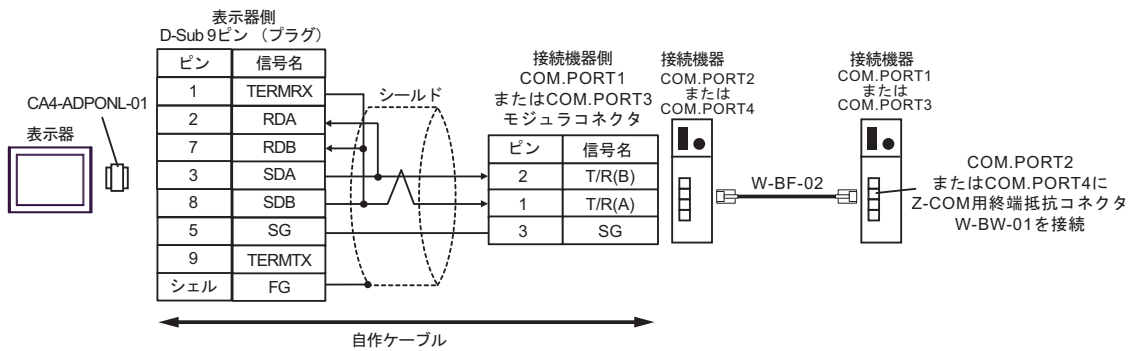 表示器側
D-Sub 9ピン （プラグ）
CA4-ADPONL-01
表示器
ピン 信号名
1 TERMRX
2 RDA
7 RDB
3 SDA
8 SDB
5 SG
9 TERMTX
シェル FG
シールド
接続機器側
COM.PORT1
またはCOM.PORT3
モジュラコネクタ
ピン 信号名
2 T/R(B)
1 T/R(A)
3 SG
接続機器
COM.PORT2
または
COM.PORT4
W-BF-02
接続機器
COM.PORT1
または
COM.PORT3
COM.PORT2
またはCOM.PORT4に
Z-COM用終端抵抗コネクタ
W-BW-01を接続
自作ケーブル